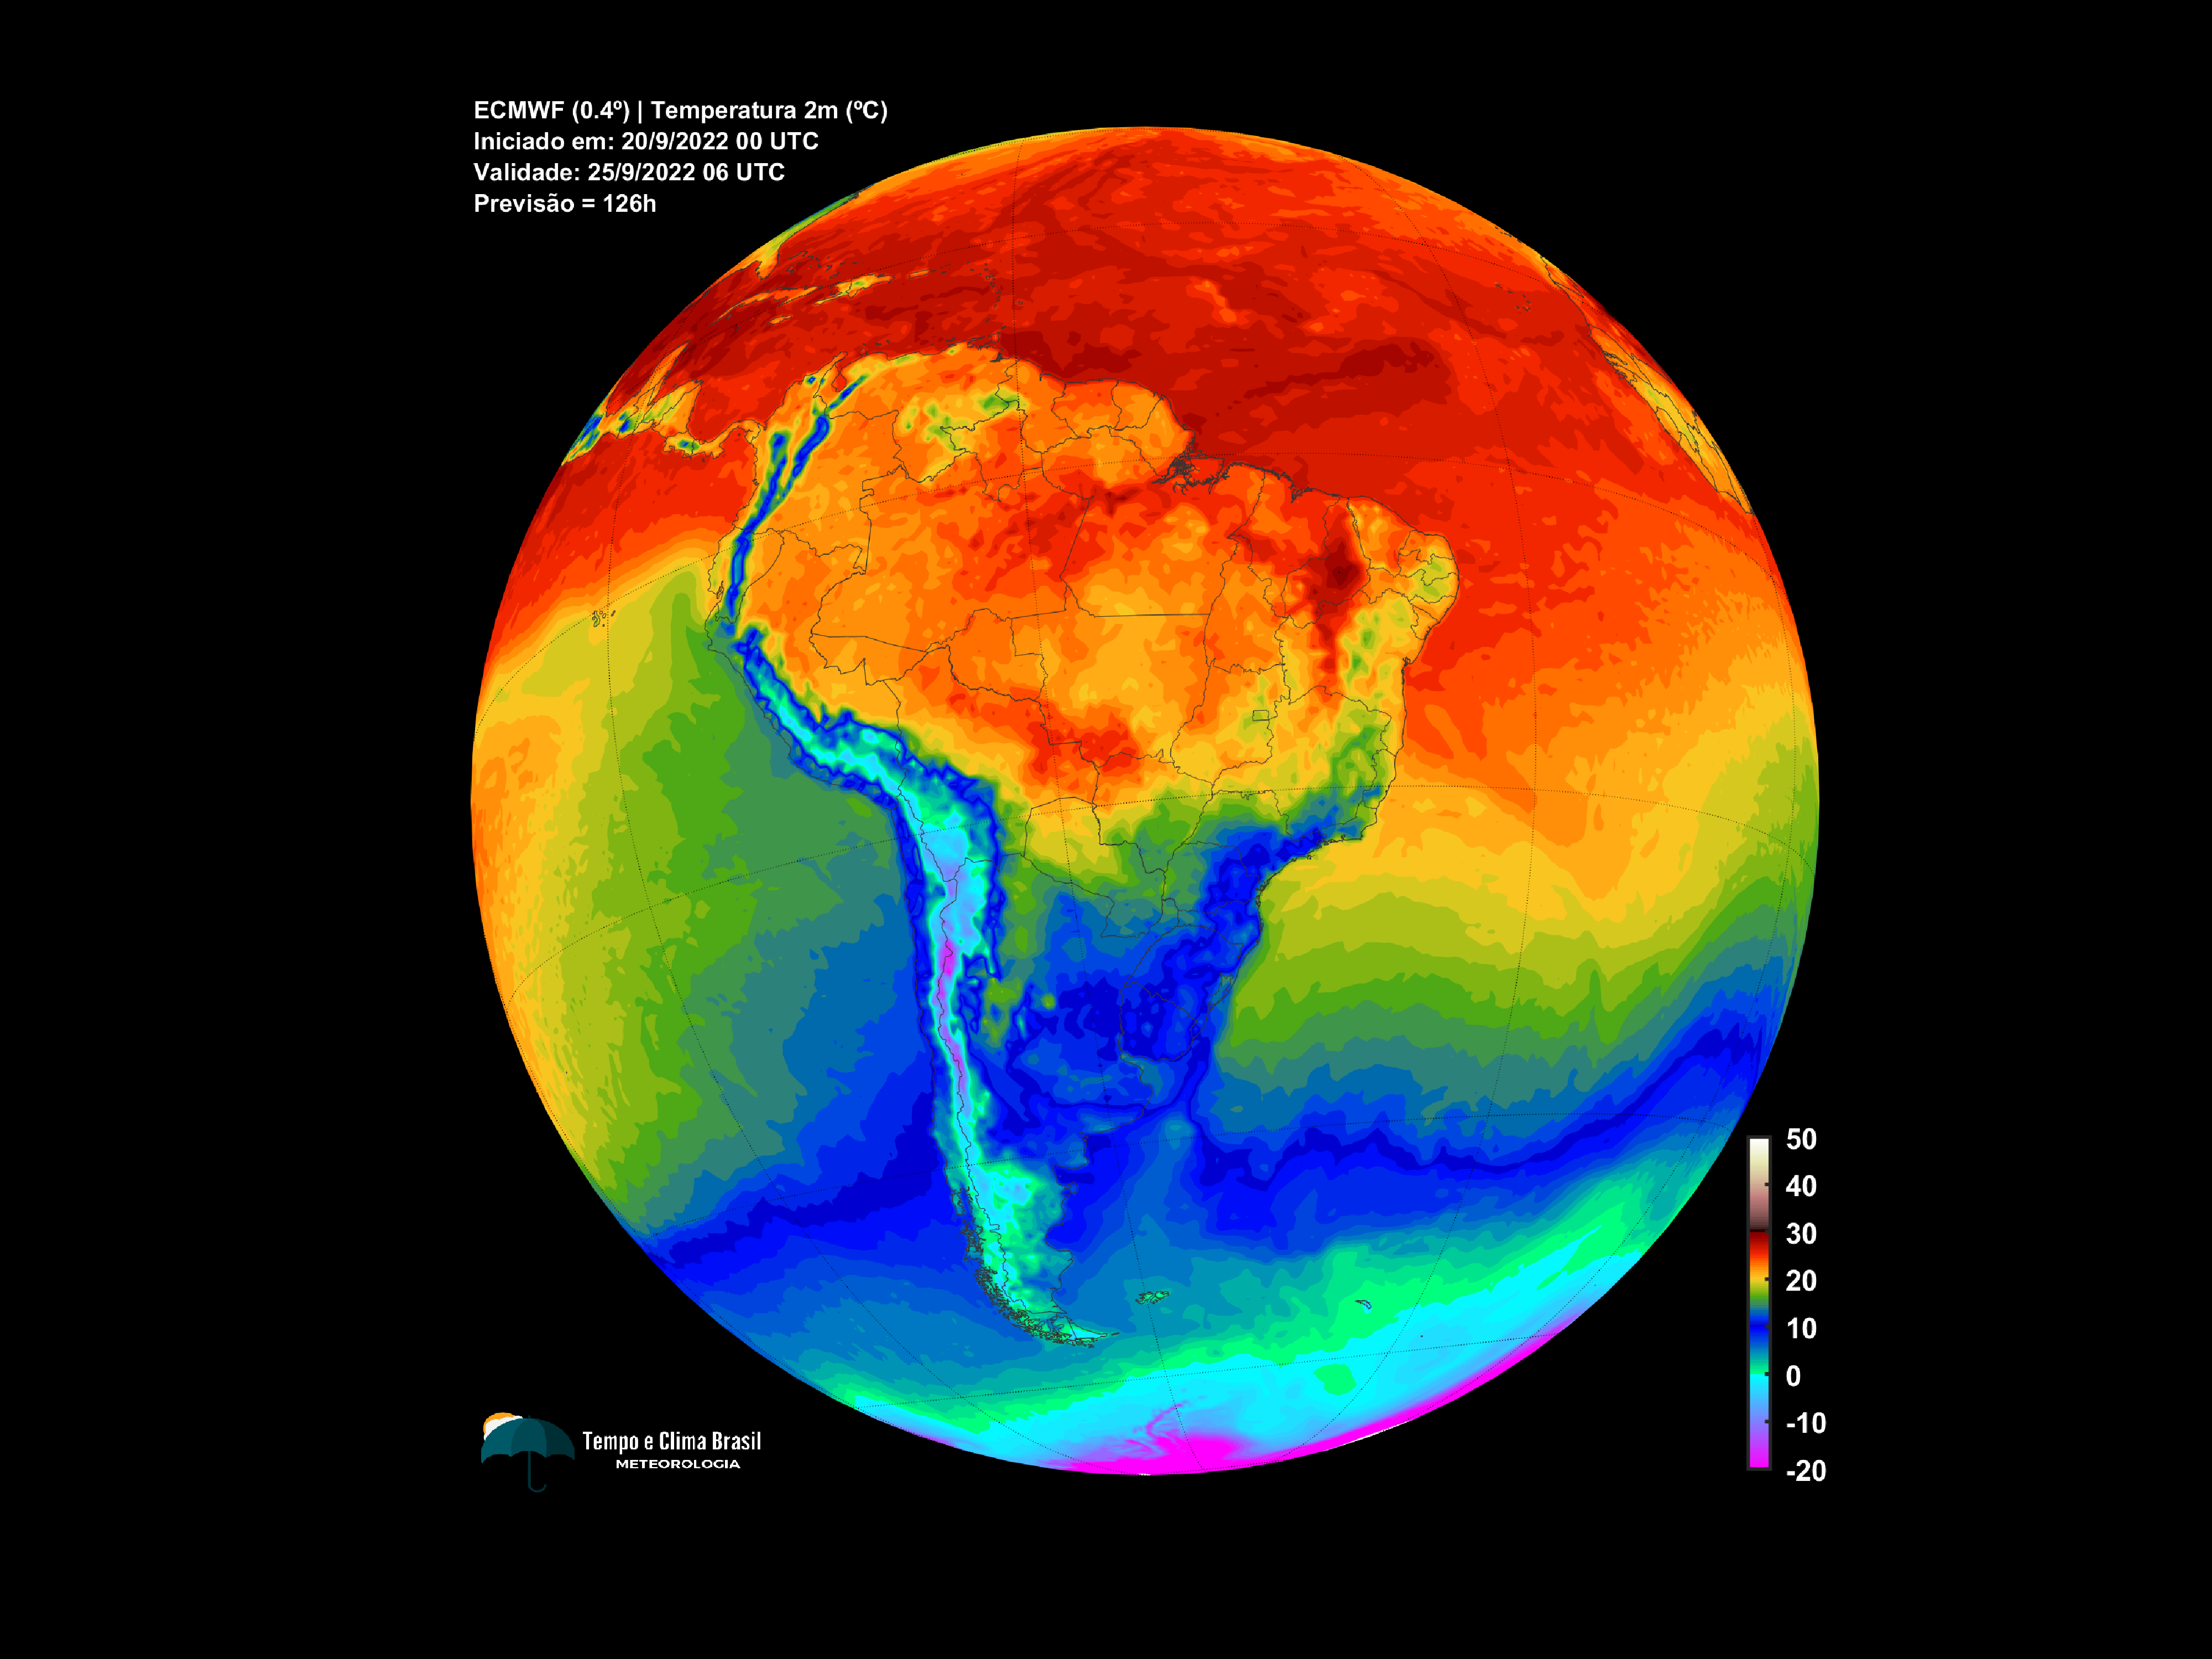 ECMWF (0.4º) | Temperatura 2m (ºC)
Iniciado em: 20/9/2022 00 UTC
Validade: 25/9/2022 06 UTC
Previsão = 126h
50
40
30
20
10
0
-10
-20
Tempo e Clima Brasil
METEOROLOGIA